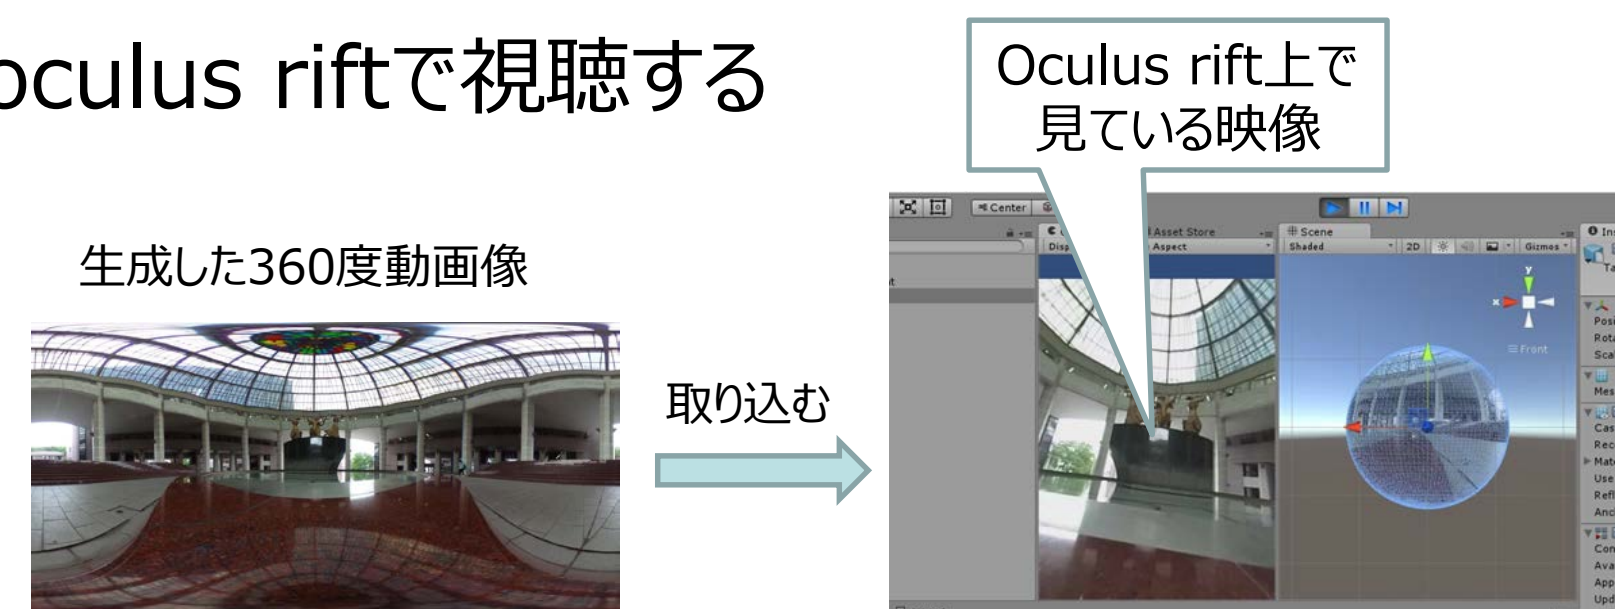 oculus riftで視聴する
Oculus rift上で
見ている映像
生成した360度動画像
取り込む
Center
Asset Store
Scene
Aspect
Shaded
2D
Gizmos
y
x
Front